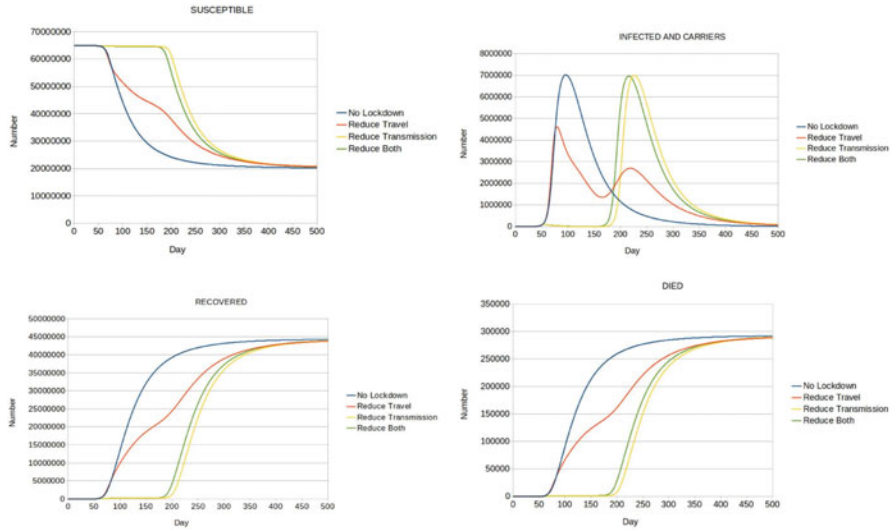 SUSCEPTIBLE
70000000
60000000
50000000
40000000
30000000
20000000
10000000
0
Number
0 50 100 150 200 250 300 350 400 450 500
Day
No Lockdown
Reduce Travel
Reduce Transmission
Reduce Both
INFECTED AND CARRIERS
8000000
7000000
6000000
5000000
4000000
3000000
2000000
1000000
0
Number
0 50 100 150 200 250 300 350 400 450 500
Day
No Lockdown
Reduce Travel
Reduce Transmission
Reduce Both
RECOVERED
50000000
45000000
40000000
35000000
30000000
25000000
20000000
15000000
10000000
5000000
0
Number
0 50 100 150 200 250 300 350 400 450 500
Day
No Lockdown
Reduce Travel
Reduce Transmission
Reduce Both
DIED
350000
300000
250000
200000
150000
100000
50000
0
Number
0 50 100 150 200 250 300 350 400 450 500
Day
No Lockdown
Reduce Travel
Reduce Transmission
Reduce Both